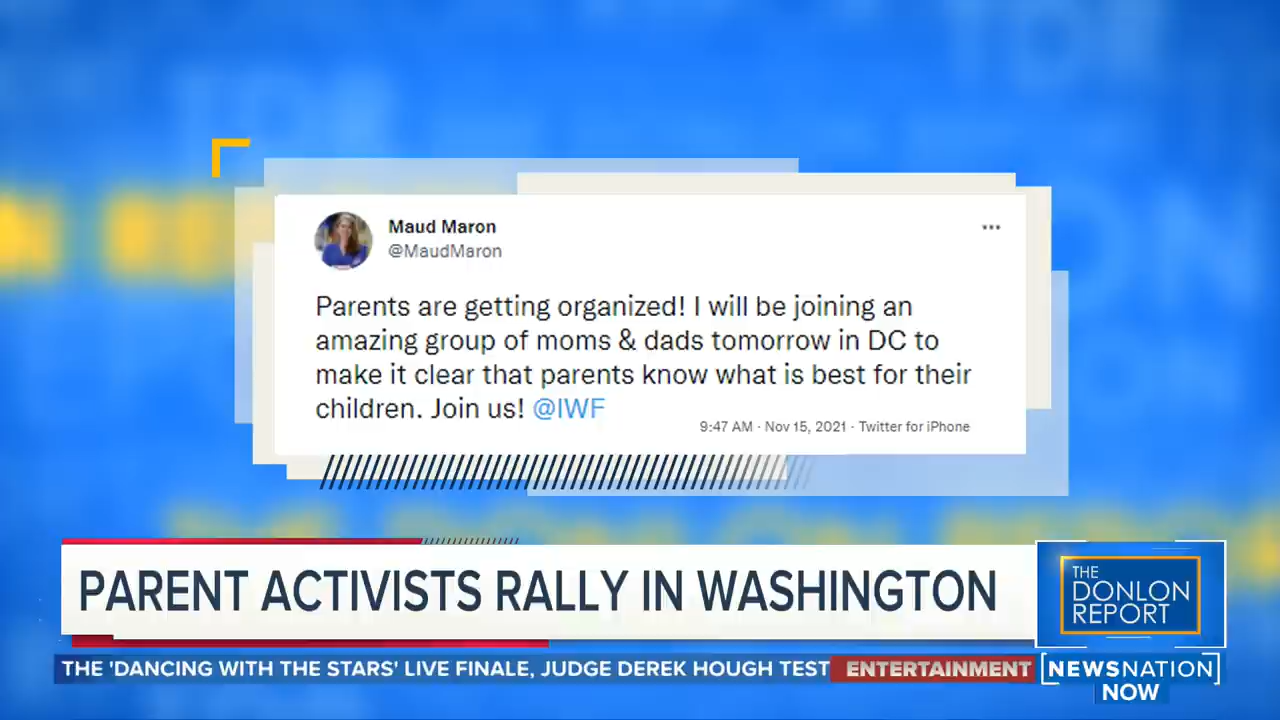 Maud Maron
@MaudMaron
Parents are getting organized! I will be joining an
amazing group of moms & dads tomorrow in DC to
make it clear that parents know what is best for their
children. Join us! @IWF
9:47 AM · Nov 15, 2021 · Twitter for iPhone
PARENT ACTIVISTS RALLY IN WASHINGTON
THE
DONLON
REPORT
THE 'DANCING WITH THE STARS' LIVE FINALE, JUDGE DEREK HOUGH TEST
ENTERTAINMENT
NEWSNATION
NOW